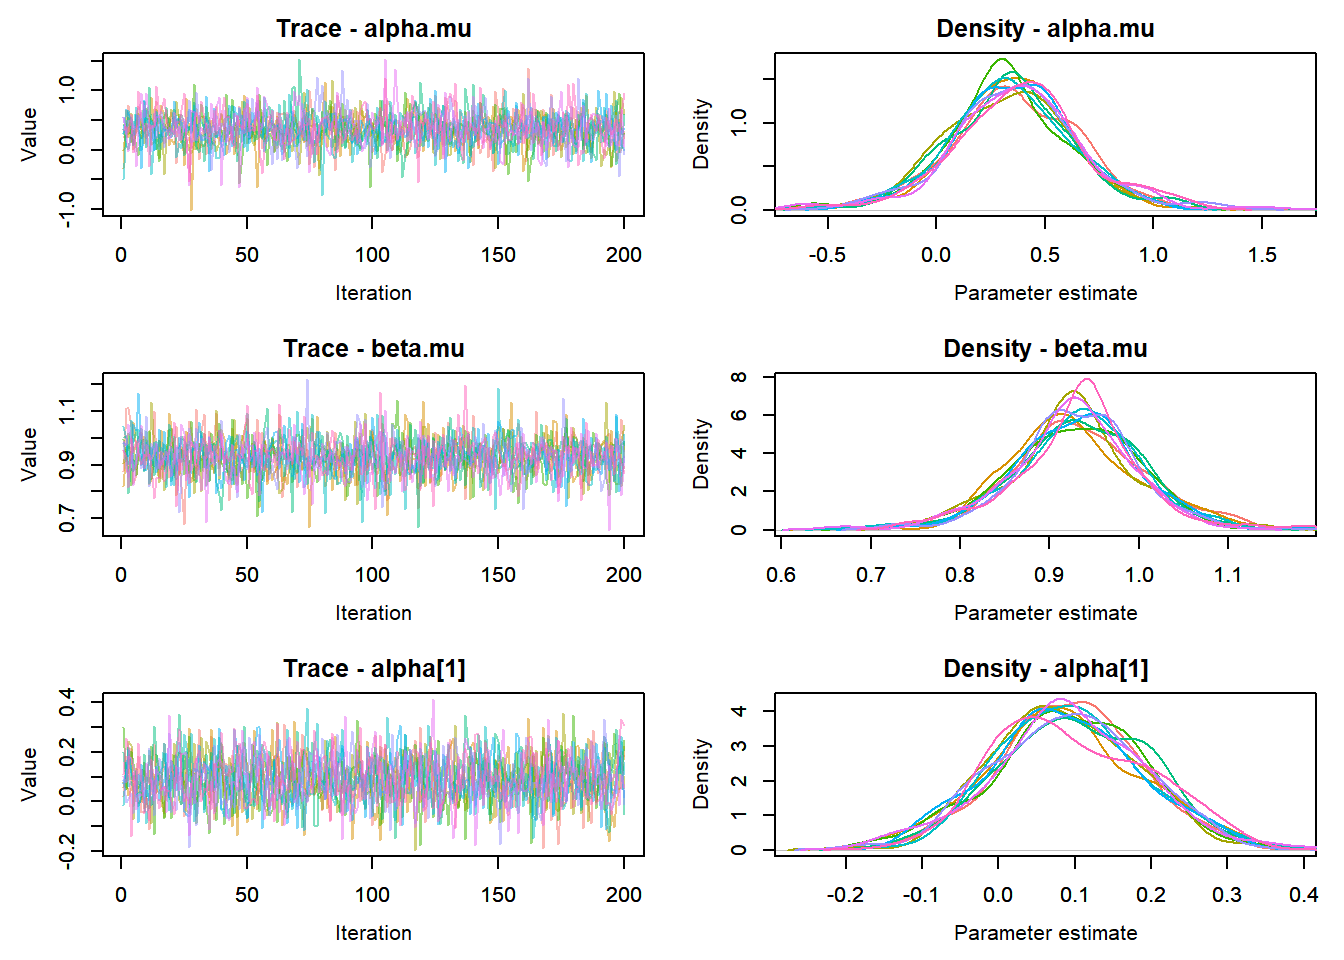 Trace - alpha.mu
Value
-1.0 0.0 1.0
0 50 100 150 200
Iteration
Density - alpha.mu
Density
0.0 1.0
-0.5 0.0 0.5 1.0 1.5
Parameter estimate
Trace - beta.mu
Value
0.7 0.9 1.1
0 50 100 150 200
Iteration
Density - beta.mu
Density
0 2 4 6 8
0.6 0.7 0.8 0.9 1.0 1.1
Parameter estimate
Trace - alpha[1]
Value
-0.2 0.0 0.2 0.4
0 50 100 150 200
Iteration
Density - alpha[1]
Density
0 1 2 3 4
-0.2 -0.1 0.0 0.1 0.2 0.3 0.4
Parameter estimate